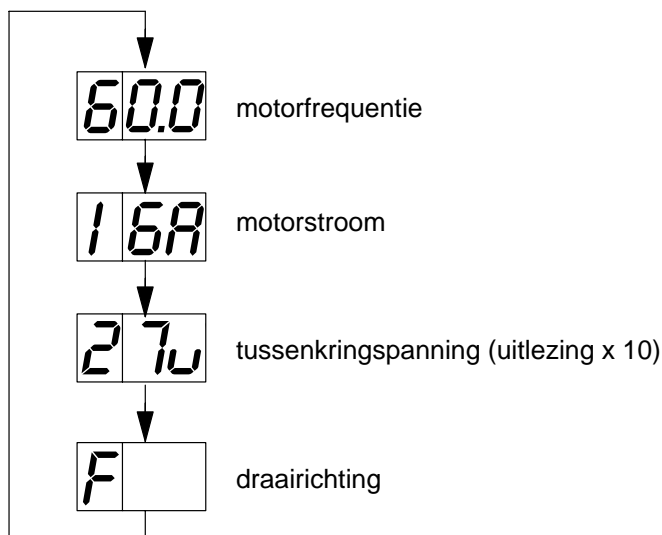 60.0 motorfrequentie
16A motorstroom
27u tussenkringspanning (uitlezing x 10)
F draairichting